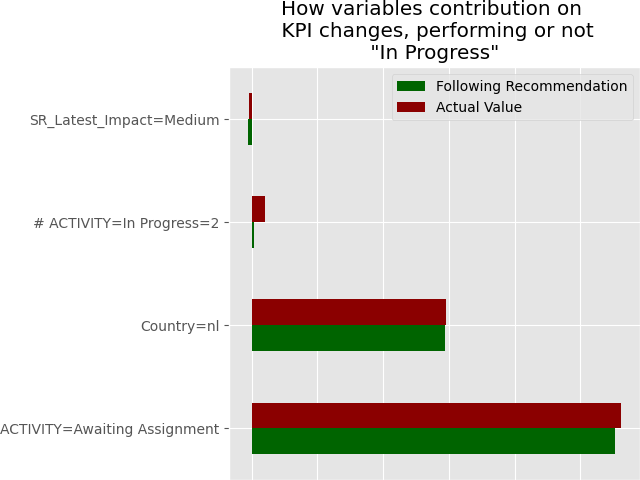 How variables contribution on
KPI changes, performing or not
"In Progress"
Following Recommendation
Actual Value
SR_Latest_Impact=Medium
# ACTIVITY=In Progress=2
Country=nl
ACTIVITY=Awaiting Assignment